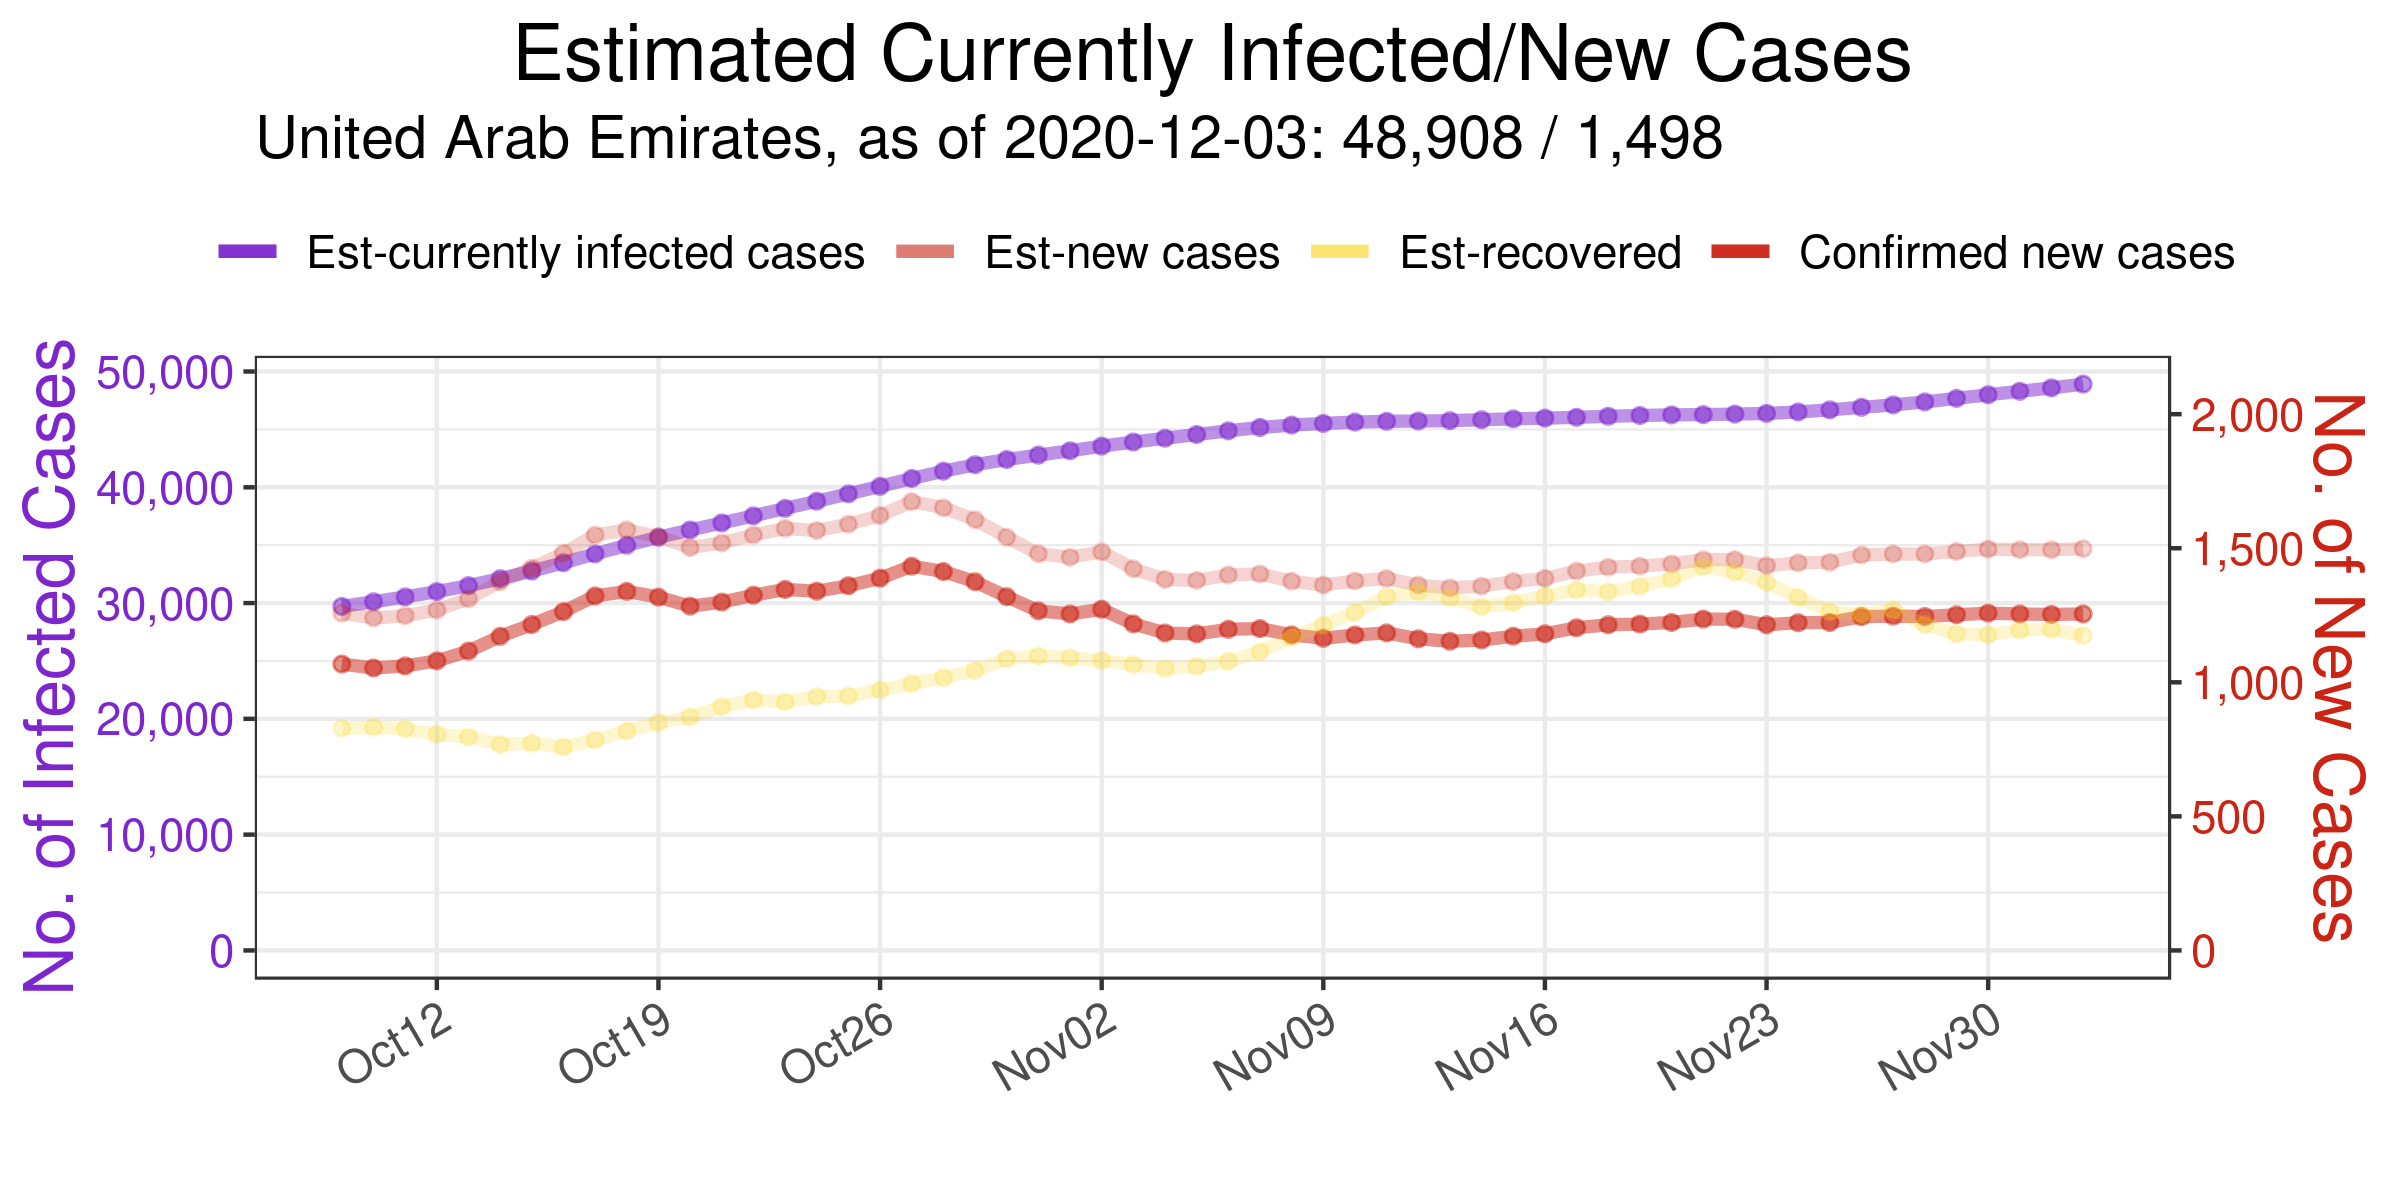 Estimated Currently Infected/New Cases
United Arab Emirates, as of 2020-12-03: 48,908 / 1,498
Est-currently infected cases Est-new cases Est-recovered Confirmed new cases
No. of Infected Cases
50,000
40,000
30,000
20,000
10,000
0
2,000
1,500
1,000
500
0
No. of New Cases
Oct12 Oct19 Oct26 Nov02 Nov09 Nov16 Nov23 Nov30